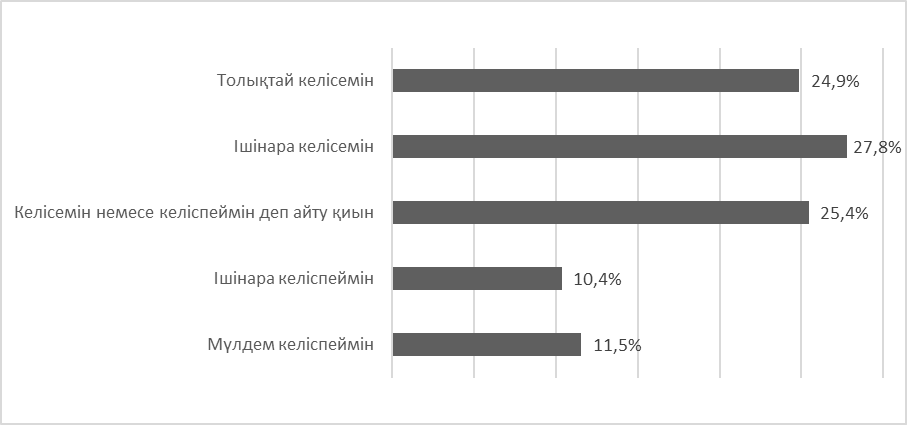 Толықтай келісемін 24,9%
Ішінара келісемін 27,8%
Келісемін немесе келіспеймін деп айту қиын 25,4%
Ішінара келіспеймін 10,4%
Мүлдем келіспеймін 11,5%